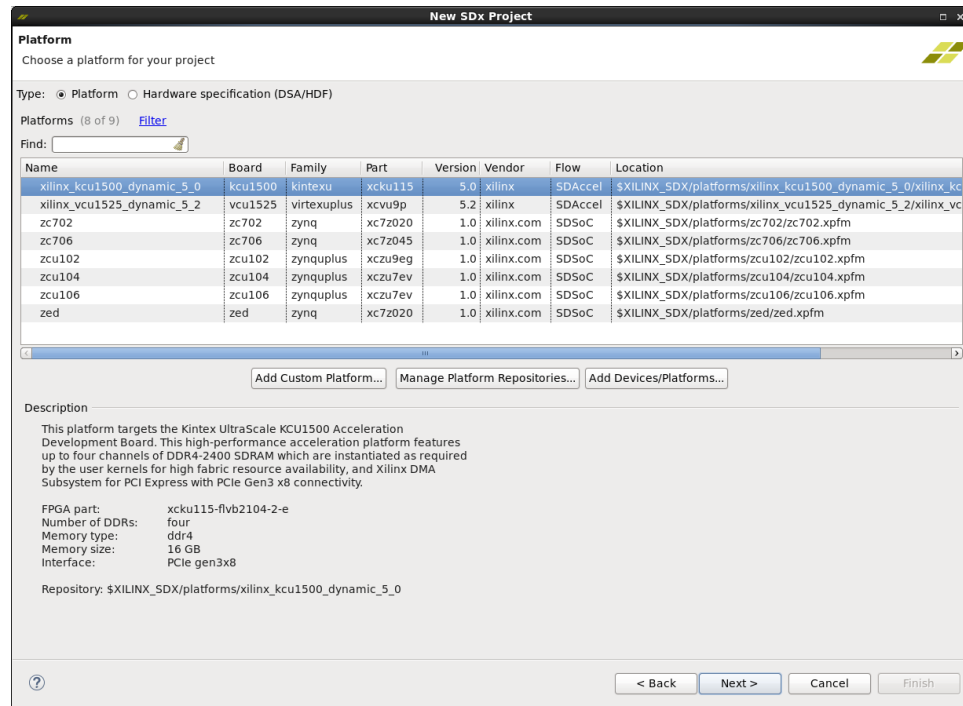 New SDx Project
Platform
Choose a platform for your project
Type: Platform Hardware specification (DSA/HDF)
Platforms (8 of 9) Filter
Find:
Name Board Family Part Version Vendor Flow Location
xilinx_kcu1500_dynamic_5_0 kcu1500 kintexu xcku115 5.0 xilinx SDAccel $XILINX_SDX/platforms/xilinx_kcu1500_dynamic_5_0/xilinx_kc
xilinx_vcu1525_dynamic_5_2 vcu1525 virtexuplus xcvu9p 5.2 xilinx SDAccel $XILINX_SDX/platforms/xilinx_vcu1525_dynamic_5_2/xilinx_vc
zc702 zc702 zynq xc7z020 1.0 xilinx.com SDSoC $XILINX_SDX/platforms/zc702/zc702.xpfm
zc706 zc706 zynq xc7z045 1.0 xilinx.com SDSoC $XILINX_SDX/platforms/zc706/zc706.xpfm
zcu102 zcu102 zynquplus xczu9eg 1.0 xilinx.com SDSoC $XILINX_SDX/platforms/zcu102/zcu102.xpfm
zcu104 zcu104 zynquplus xczu7ev 1.0 xilinx.com SDSoC $XILINX_SDX/platforms/zcu104/zcu104.xpfm
zcu106 zcu106 zynquplus xczu7ev 1.0 xilinx.com SDSoC $XILINX_SDX/platforms/zcu106/zcu106.xpfm
zed zed zynq xc7z020 1.0 xilinx.com SDSoC $XILINX_SDX/platforms/zed/zed.xpfm
Add Custom Platform... Manage Platform Repositories... Add Devices/Platforms...
Description
This platform targets the Kintex UltraScale KCU1500 Acceleration
Development Board. This high-performance acceleration platform features
up to four channels of DDR4-2400 SDRAM which are instantiated as required
by the user kernels for high fabric resource availability, and Xilinx DMA
Subsystem for PCI Express with PCIe Gen3 x8 connectivity.
FPGA part: xcku115-flvb2104-2-e
Number of DDRs: four
Memory type: ddr4
Memory size: 16 GB
Interface: PCIe gen3x8
Repository: $XILINX_SDX/platforms/xilinx_kcu1500_dynamic_5_0
? < Back Next > Cancel Finish